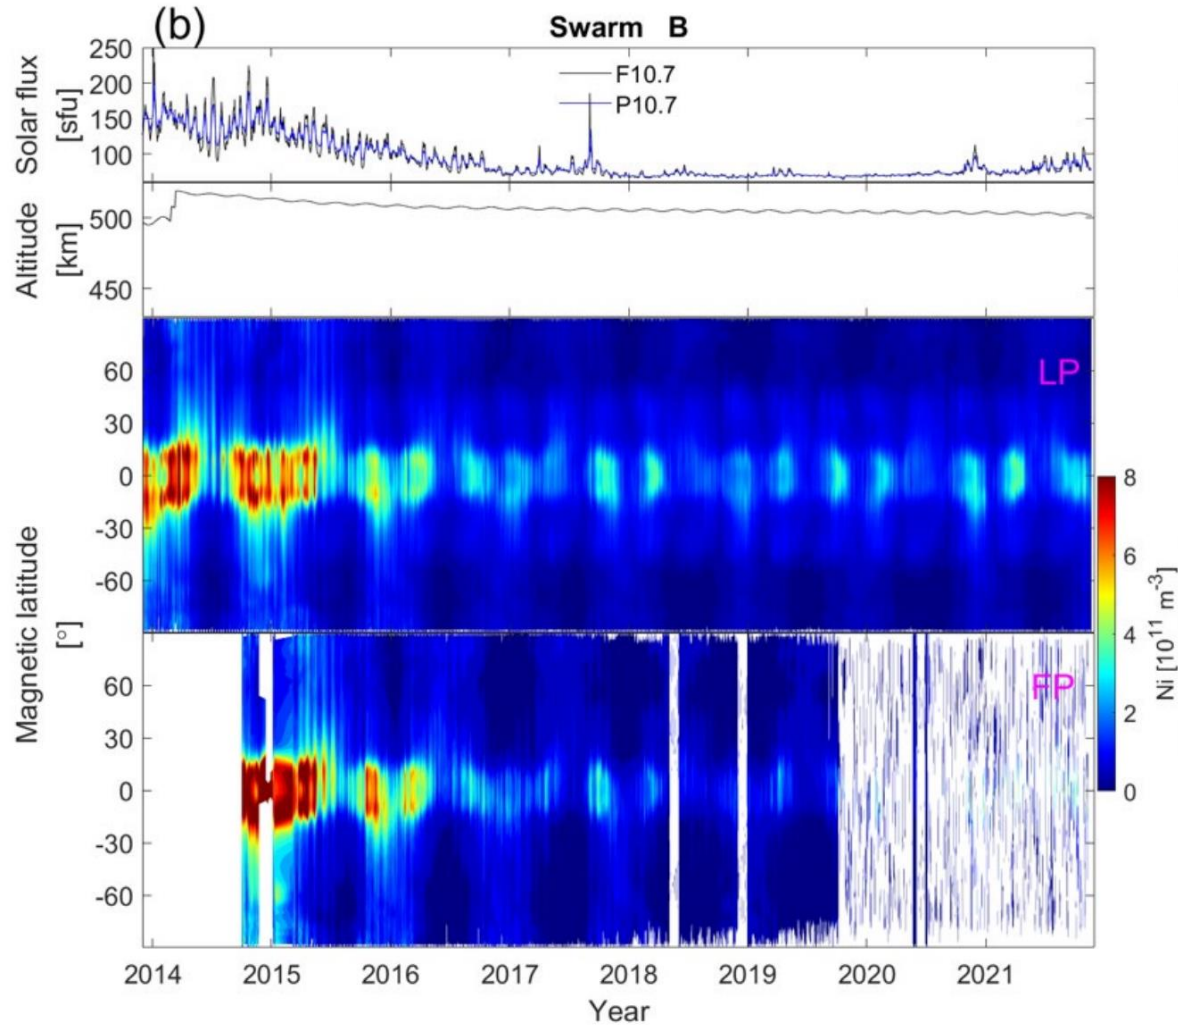 (b)
Swarm B
Solar flux
[sfu]
250
200
150
100
F10.7
P10.7
Altitude
[km]
500
450
Magnetic latitude
[°]
60
30
0
-30
-60
LP
60
30
0
-30
-60
FP
8
6
4
2
0
Ni [10¹¹ m⁻³]
2014 2015 2016 2017 2018 2019 2020 2021
Year